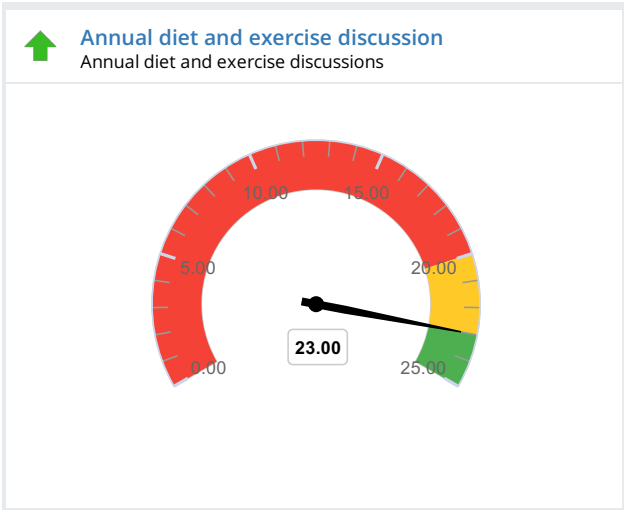 Annual diet and exercise discussion
Annual diet and exercise discussions
10.00 15.00
5.00 20.00
23.00
0.00 25.00